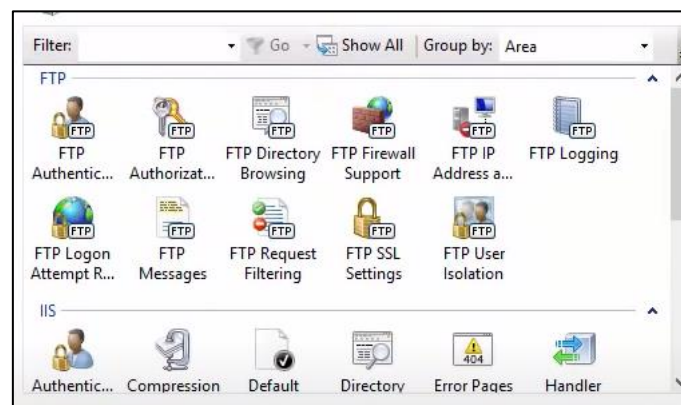 Filter: Go Show All Group by: Area
FTP
FTP FTP FTP FTP FTP FTP
FTP Authentic... FTP Authorizat... FTP Directory Browsing FTP Firewall Support FTP IP Address a... FTP Logging
FTP FTP FTP FTP FTP
FTP Logon Attempt R... FTP Messages FTP Request Filtering FTP SSL Settings FTP User Isolation
IIS
404
Authentic... Compression Default Directory Error Pages Handler